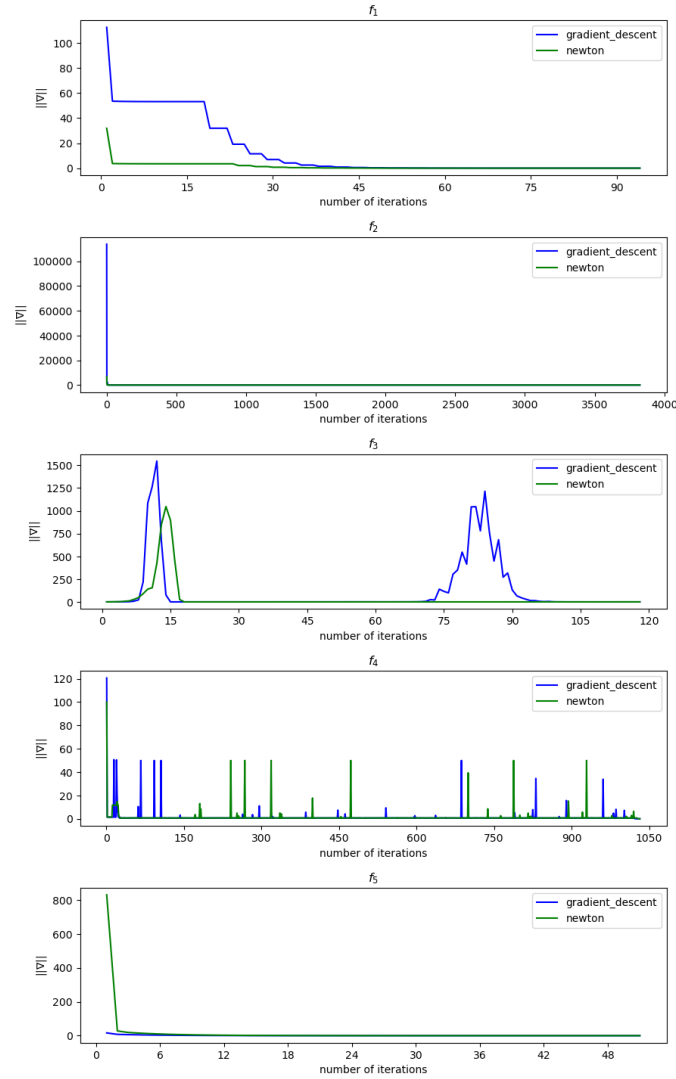 f₁
||∇||
100
80
60
40
20
0
gradient_descent
newton
0 15 30 45 60 75 90
number of iterations
f₂
||∇||
100000
80000
60000
40000
20000
0
gradient_descent
newton
0 500 1000 1500 2000 2500 3000 3500 4000
number of iterations
f₃
||∇||
1500
1250
1000
750
500
250
0
gradient_descent
newton
0 15 30 45 60 75 90 105 120
number of iterations
f₄
||∇||
120
100
80
60
40
20
0
gradient_descent
newton
0 150 300 450 600 750 900 1050
number of iterations
f₅
||∇||
800
600
400
200
0
gradient_descent
newton
0 6 12 18 24 30 36 42 48
number of iterations